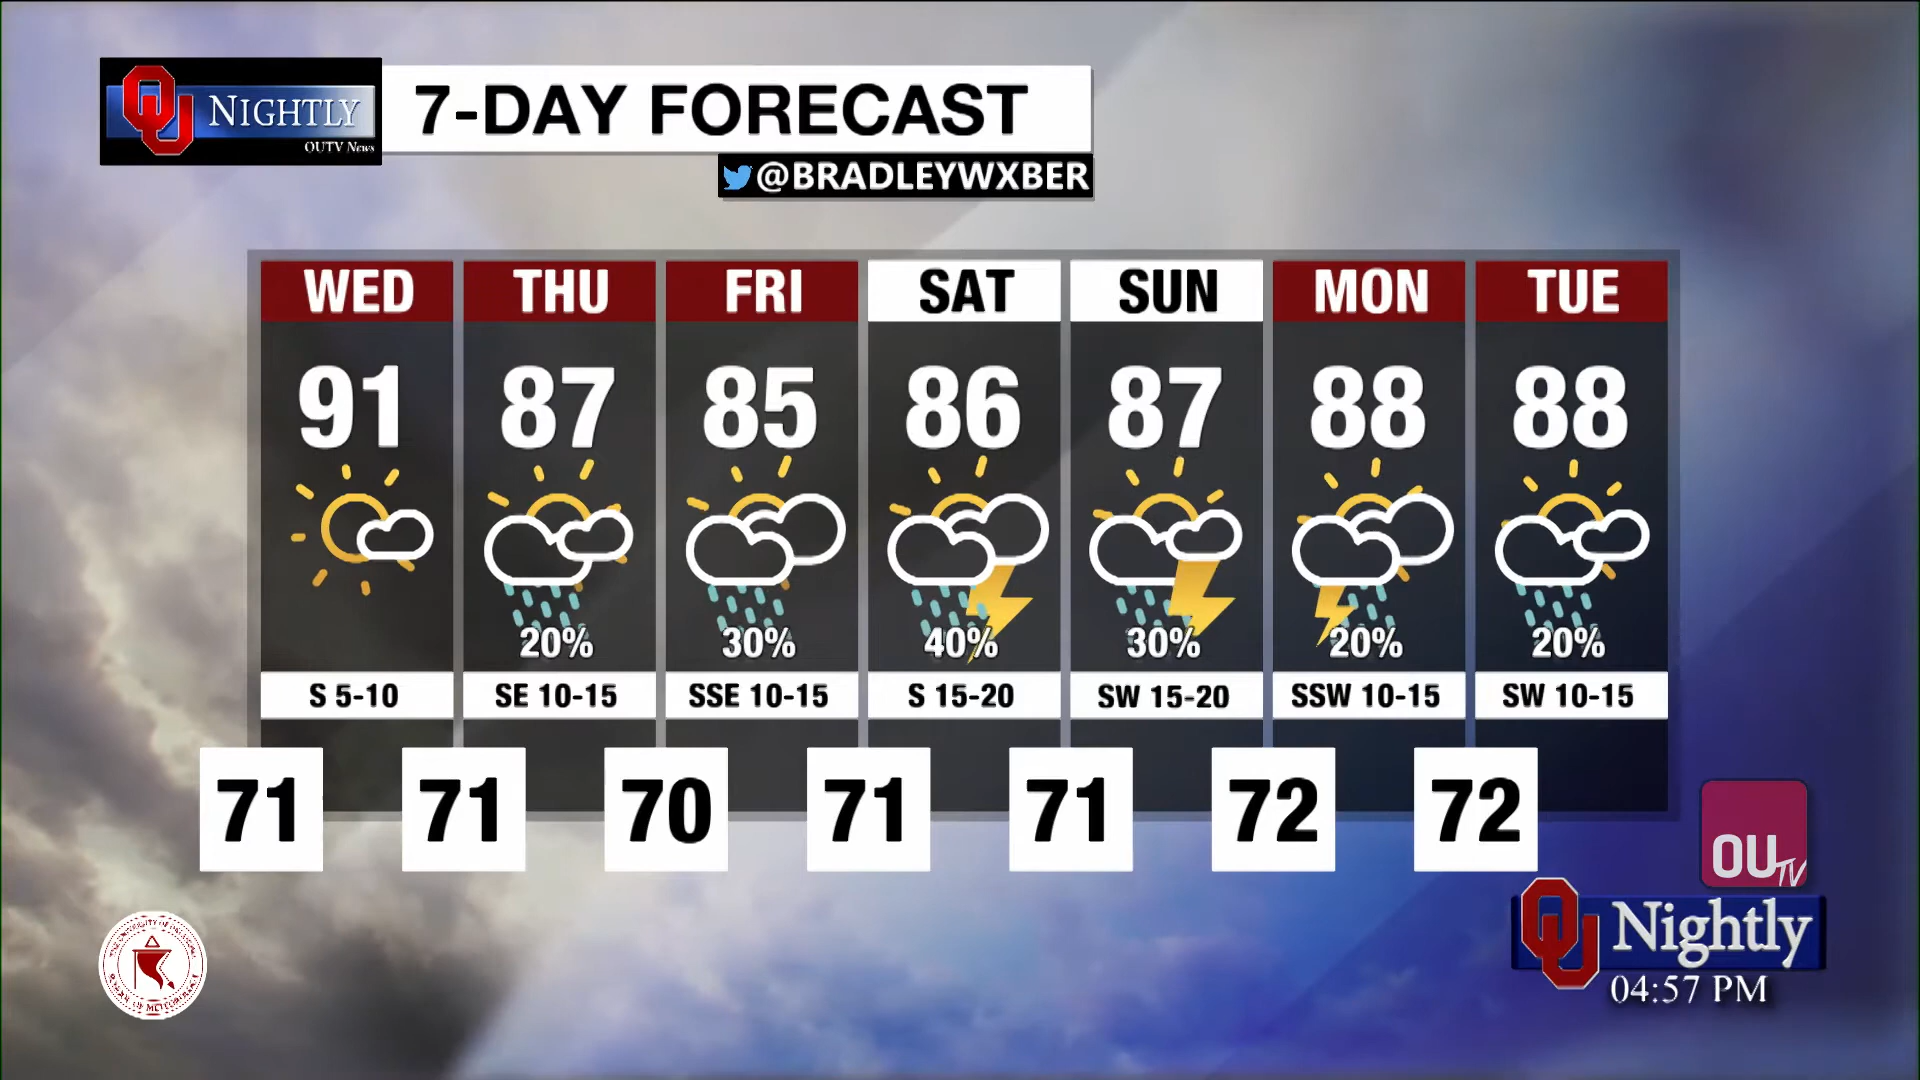 OU NIGHTLY
OUTV News
7-DAY FORECAST
@BRADLEYWXBER
WED THU FRI SAT SUN MON TUE
91 87 85 86 87 88 88
20% 30% 40% 30% 20% 20%
S 5-10 SE 10-15 SSE 10-15 S 15-20 SW 15-20 SSW 10-15 SW 10-15
71 71 70 71 71 72 72
OUTV
OU Nightly
04:57 PM